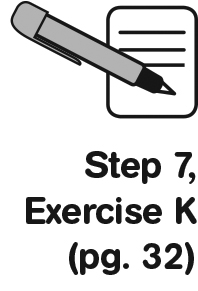 Step 7,
Exercise K
(pg. 32)